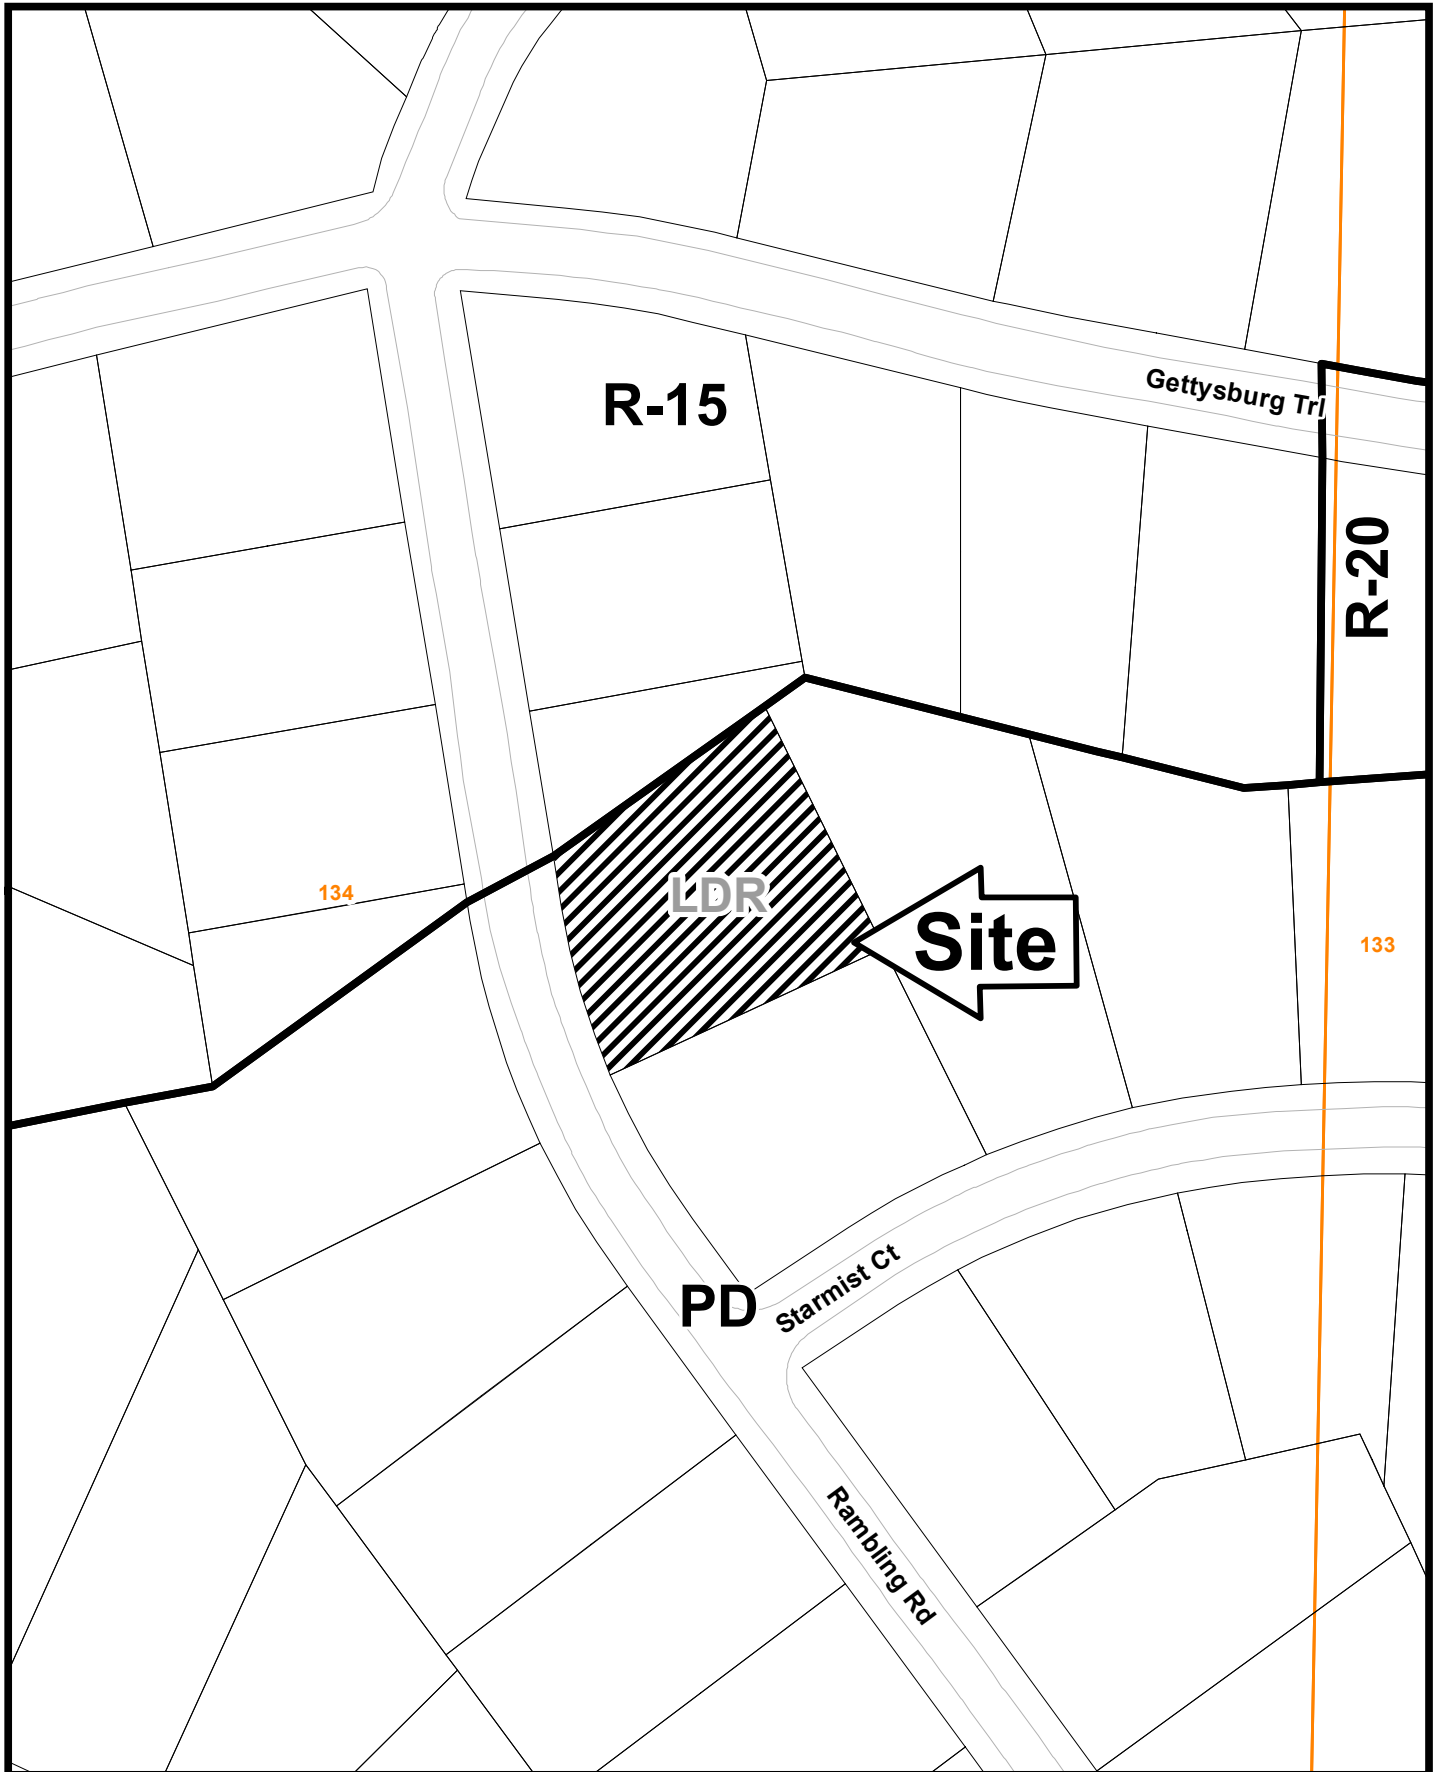 Gettysburg Trl
R-15
R-20
134
LDR
Site
133
Starmist Ct
PD
Rambling Rd